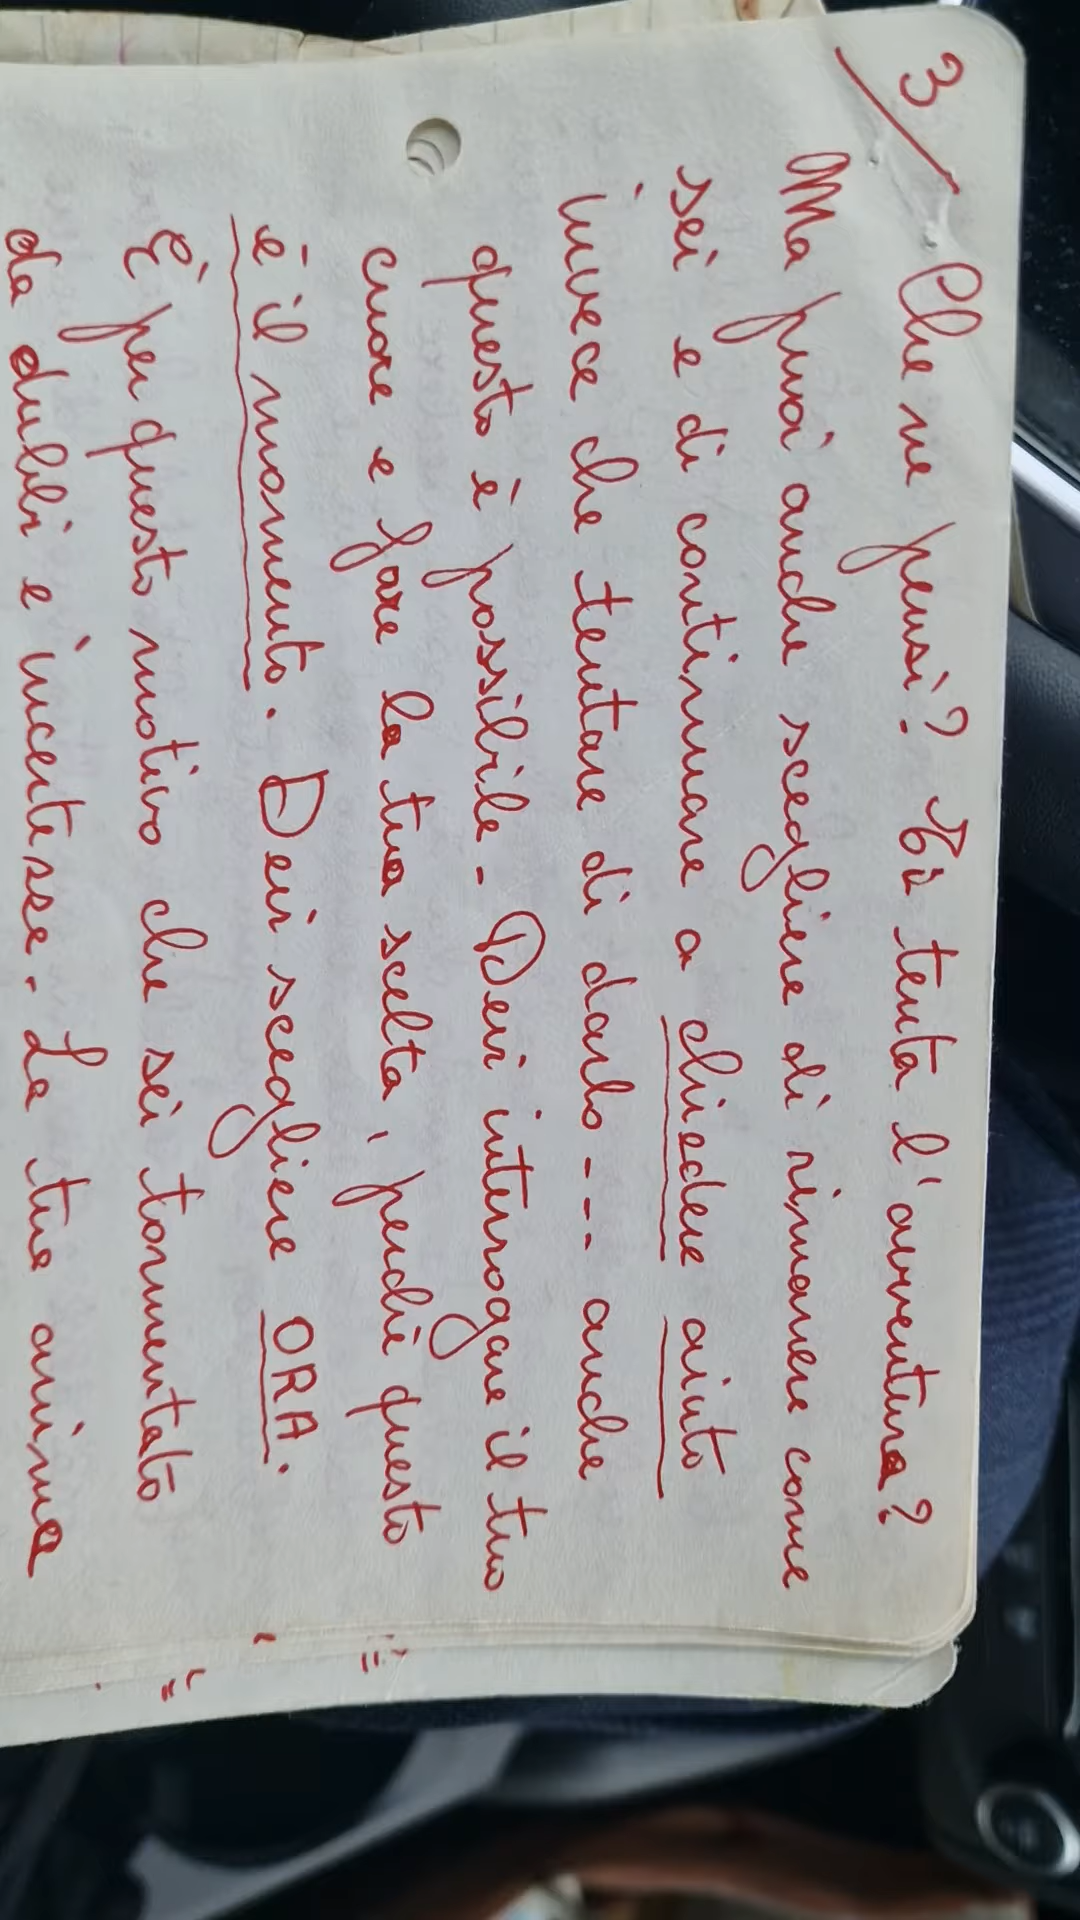 3
Che ne pensi? Ti tenta l'avventura?
Ma puoi anche scegliere di rimanere come
sei e di continuare a chiedere aiuto
invece che tentare di darlo --- anche
questo è possibile. Devi interrogare il tuo
cuore e fare la tua scelta, perchè questo
è il momento. Devi scegliere ORA.
È per questo motivo che sei tormentato
da dubbi e incertezze. La tua anima